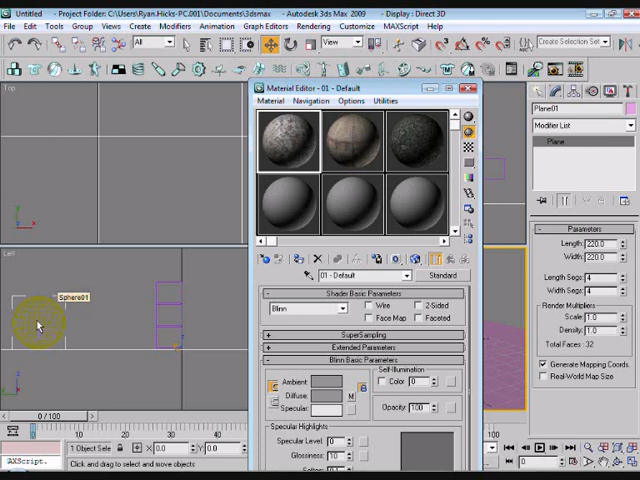 Untitled - Project Folder: C:\Users\Ryan.Hicks-PC.001\Documents\3dsmax - Autodesk 3ds Max 2009 - Display : Direct 3D
File Edit Tools Group Views Create Modifiers Animation Graph Editors Rendering Customize MAXScript Help
All View Create Selection Set
Material Editor - 01 - Default
Material Navigation Options Utilities
Top
Left
Sphere01
01 - Default Standard
Shader Basic Parameters
Blinn Wire 2-Sided
Face Map Faceted
SuperSampling
Extended Parameters
Blinn Basic Parameters
Self-Illumination
Ambient: Color 0
Diffuse: M
Specular: Opacity: 100
Specular Highlights
Specular Level: 0
Glossiness: 10
Plane01
Modifier List
Plane
Parameters
Length: 220.0
Width: 220.0
Length Segs: 4
Width Segs: 4
Render Multipliers
Scale: 1.0
Density: 1.0
Total Faces : 32
Generate Mapping Coords.
Real-World Map Size
0 / 100
0 10 20 30 40 50 100
1 Object Sele X: 0.0 Y: 0.0
AXScript. Click and drag to select and move objects
0